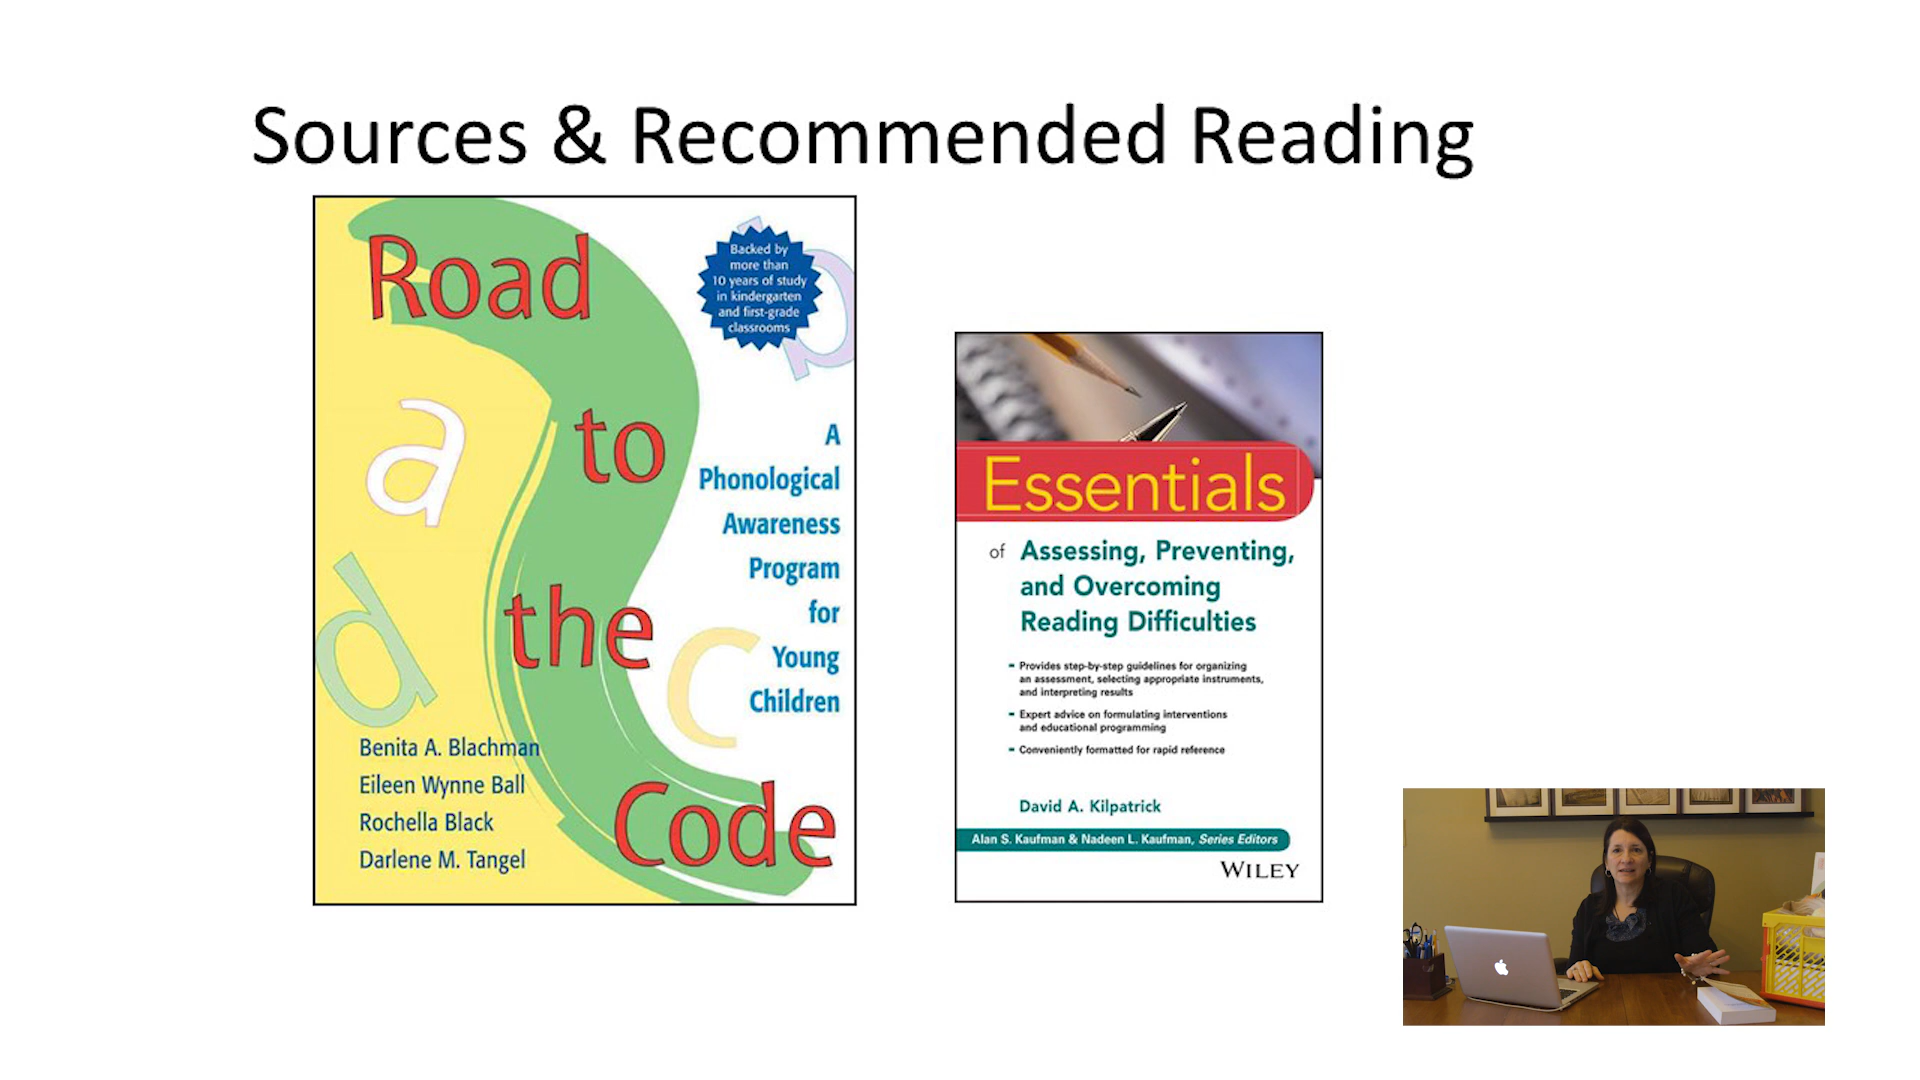 Sources & Recommended Reading
Road
to
the
Code
Backed by
more than
10 years of study
in kindergarten
and first-grade
classrooms
A
Phonological
Awareness
Program
for
Young
Children
a
d
c
Benita A. Blachman
Eileen Wynne Ball
Rochella Black
Darlene M. Tangel
Essentials
of Assessing, Preventing,
and Overcoming
Reading Difficulties
- Provides step-by-step guidelines for organizing
an assessment, selecting appropriate instruments,
and interpreting results
- Expert advice on formulating interventions
and educational programming
- Conveniently formatted for rapid reference
David A. Kilpatrick
Alan S. Kaufman & Nadeen L. Kaufman, Series Editors
WILEY